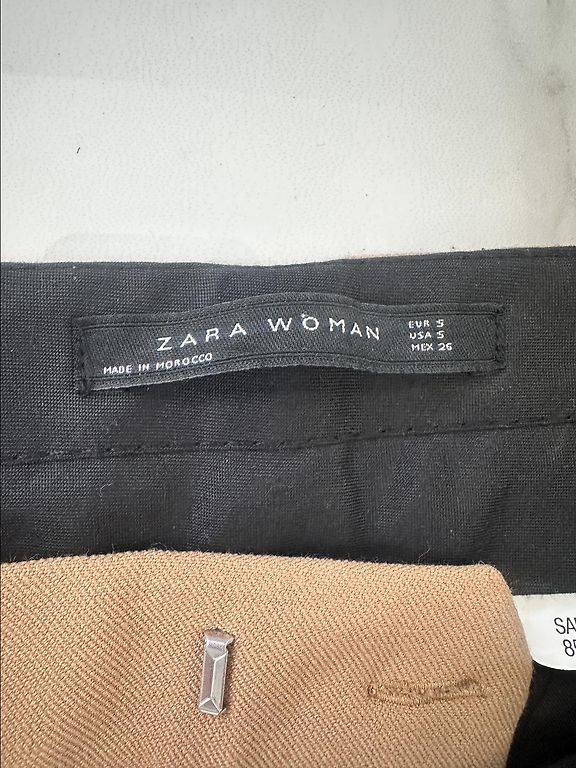 ZARA WOMAN
MADE IN MOROCCO
EUR S
USA S
MEX 26